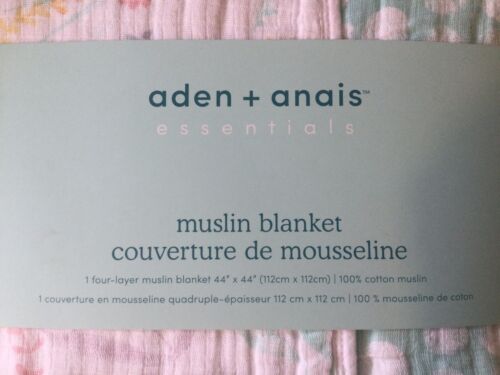 aden + anais™
essentials
muslin blanket
couverture de mousseline
1 four-layer muslin blanket 44" x 44" (112cm x 112cm) | 100% cotton muslin
1 couverture en mousseline quadruple-épaisseur 112 cm x 112 cm | 100 % mousseline de coton